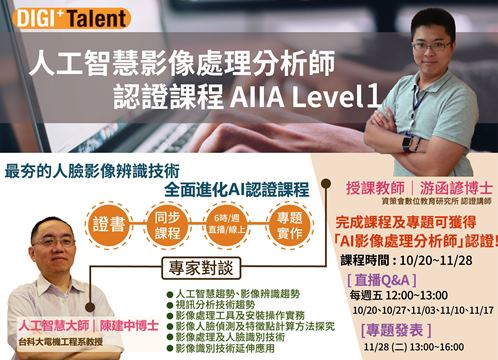 DIGI+Talent
人工智慧影像處理分析師
認證課程 AIIA Level1
最夯的人臉影像辨識技術
全面進化AI認證課程
證書
同步
課程
6時/週
直播/線上
專題
實作
專家對談
人工智慧大師｜陳建中博士
台科大電機工程系教授
●人工智慧趨勢、影像辨識趨勢
●視訊分析技術趨勢
●影像處理工具及安裝操作實務
●影像人臉偵測及特徵點計算方法探究
●影像處理及人臉識別技術
●影像識別技術延伸應用
授課教師｜游函諺博士
資策會數位教育研究所 認證講師
完成課程及專題可獲得
「AI影像處理分析師」認證!
課程時間：10/20~11/28
[ 直播Q&A ]
每週五 12:00~13:00
10/20•10/27•11/03•11/10•11/17
[專題發表 ]
11/28 (二) 13:00~16:00